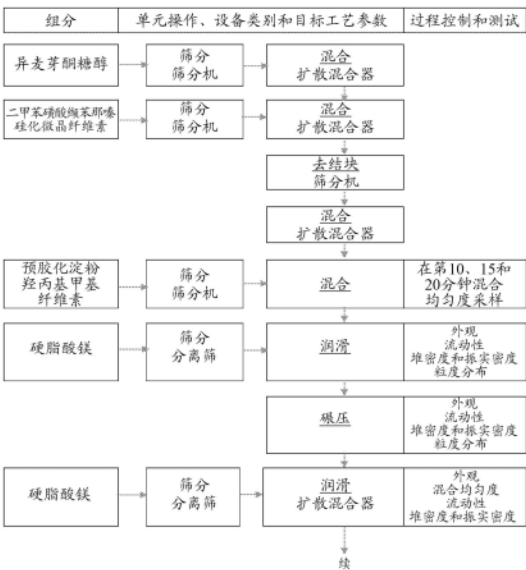 组分 单元操作、设备类别和目标工艺参数 过程控制和测试
异麦芽酮糖醇
筛分
筛分机
混合
扩散混合器
二甲苯磺酸缬苯那嗪
硅化微晶纤维素
筛分
筛分机
混合
扩散混合器
去结块
筛分机
混合
扩散混合器
预胶化淀粉
羟丙基甲基
纤维素
筛分
筛分机
混合
在第10、15和
20分钟混合
均匀度采样
硬脂酸镁
筛分
分离筛
润滑
外观
流动性
堆密度和振实密度
粒度分布
碾压
外观
流动性
堆密度和振实密度
粒度分布
硬脂酸镁
筛分
分离筛
润滑
扩散混合器
外观
混合均匀度
流动性
堆密度和振实密度
续